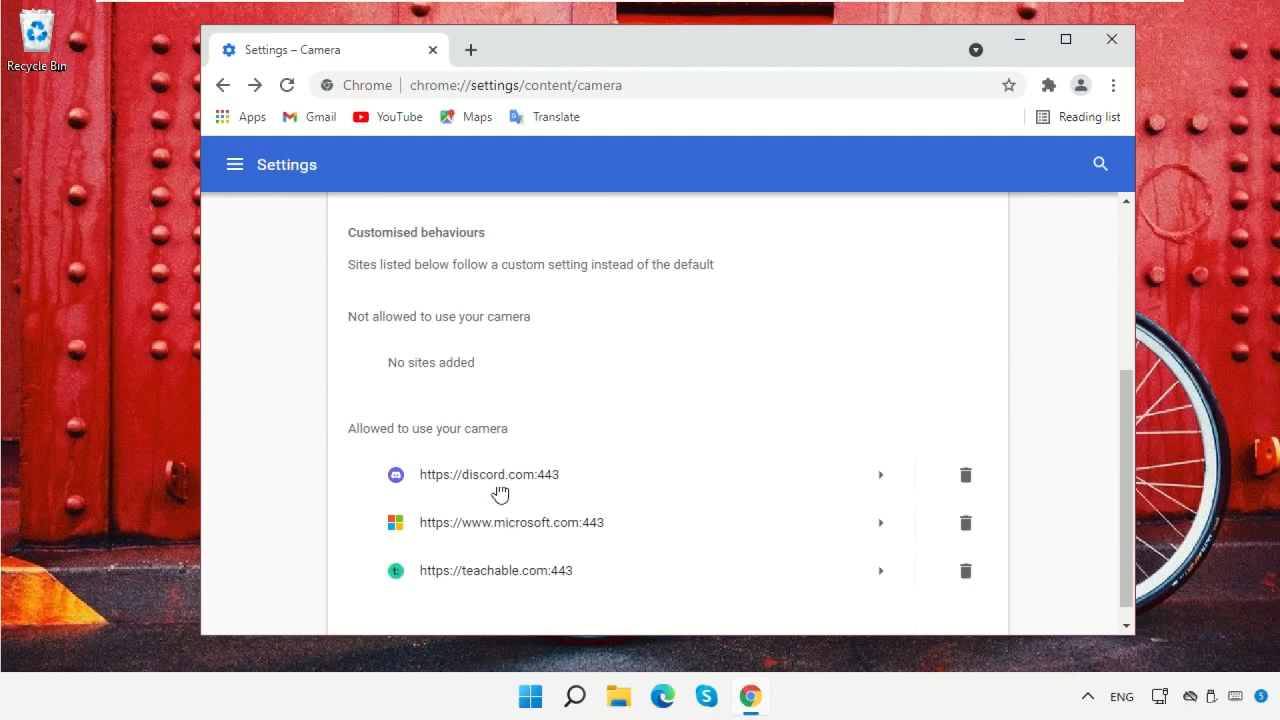 Recycle Bin
Settings – Camera
Chrome
chrome://settings/content/camera
Apps
Gmail
YouTube
Maps
Translate
Reading list
Settings
Customised behaviours
Sites listed below follow a custom setting instead of the default
Not allowed to use your camera
No sites added
Allowed to use your camera
https://discord.com:443
https://www.microsoft.com:443
t:
https://teachable.com:443
ENG
5